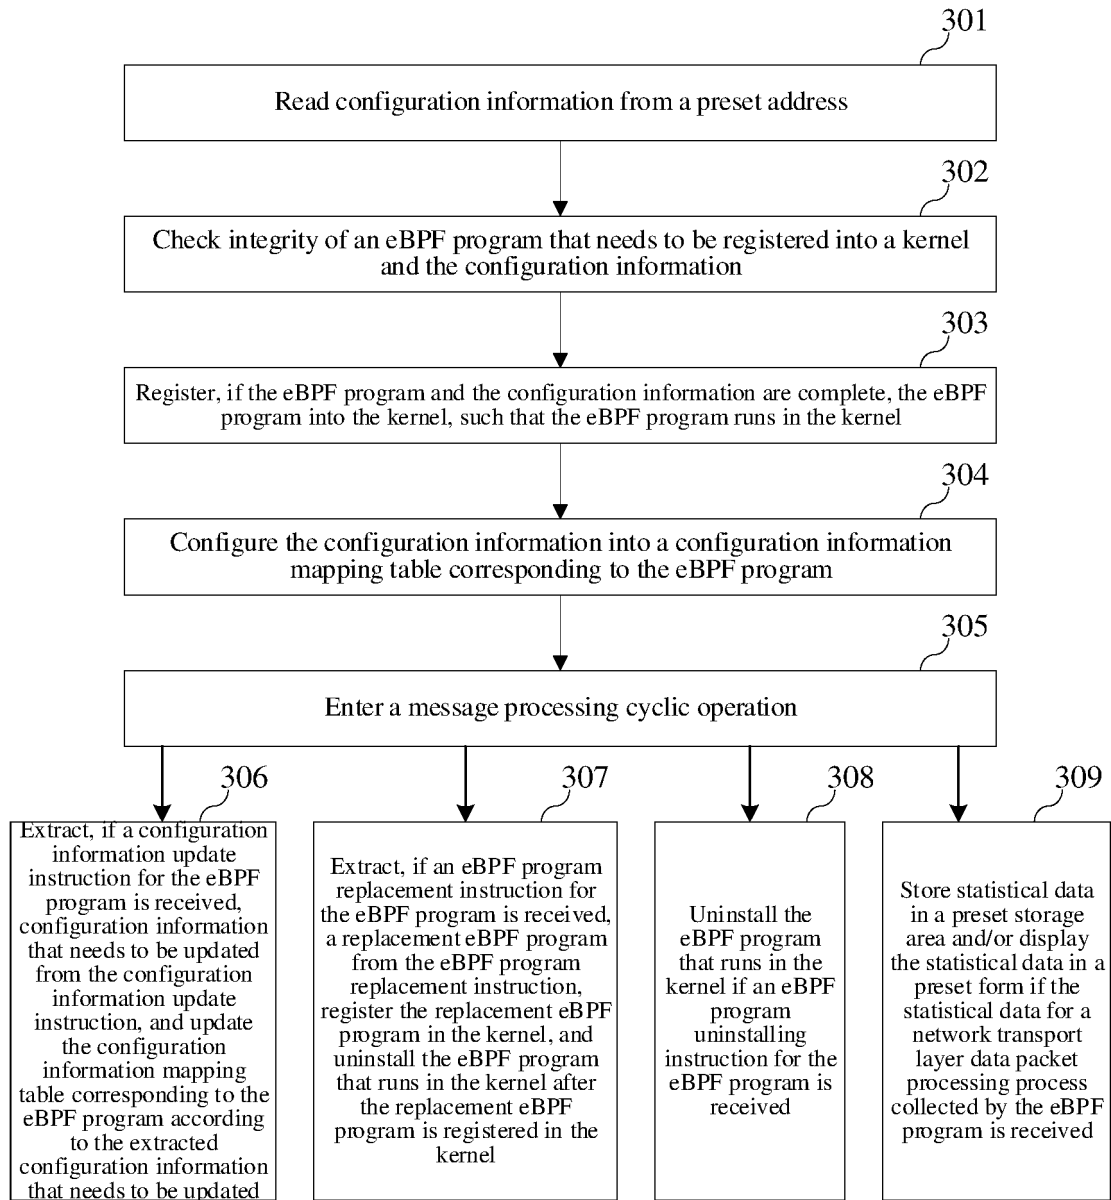 301
Read configuration information from a preset address
302
Check integrity of an eBPF program that needs to be registered into a kernel
and the configuration information
303
Register, if the eBPF program and the configuration information are complete, the eBPF
program into the kernel, such that the eBPF program runs in the kernel
304
Configure the configuration information into a configuration information
mapping table corresponding to the eBPF program
305
Enter a message processing cyclic operation
306
Extract, if a configuration
information update
instruction for the eBPF
program is received,
configuration information
that needs to be updated
from the configuration
information update
instruction, and update
the configuration
information mapping
table corresponding to the
eBPF program according
to the extracted
configuration information
that needs to be updated
307
Extract, if an eBPF program
replacement instruction for
the eBPF program is received,
a replacement eBPF program
from the eBPF program
replacement instruction,
register the replacement eBPF
program in the kernel, and
uninstall the eBPF program
that runs in the kernel after
the replacement eBPF
program is registered in the
kernel
308
Uninstall the
eBPF program
that runs in the
kernel if an eBPF
program
uninstalling
instruction for the
eBPF program is
received
309
Store statistical data
in a preset storage
area and/or display
the statistical data in a
preset form if the
statistical data for a
network transport
layer data packet
processing process
collected by the eBPF
program is received